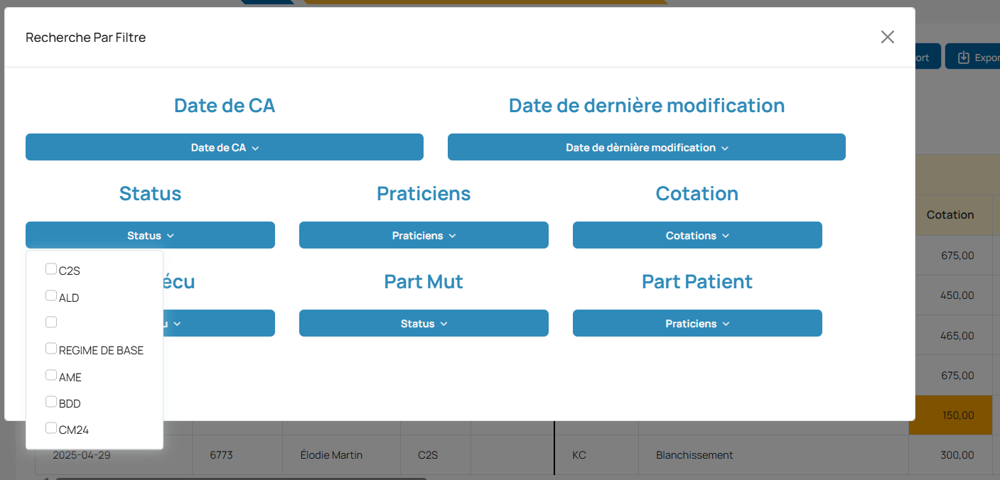 Recherche Par Filtre
ort
Expor
Date de CA
Date de dernière modification
Date de CA
Date de dèrnière modification
Status
Praticiens
Cotation
Status
Praticiens
Cotations
C2S
ALD
REGIME DE BASE
AME
BDD
CM24
écu
Part Mut
Part Patient
u
Status
Praticiens
Cotation
675,00
450,00
465,00
675,00
150,00
2025-04-29 6773 Élodie Martin C2S KC Blanchissement 300,00